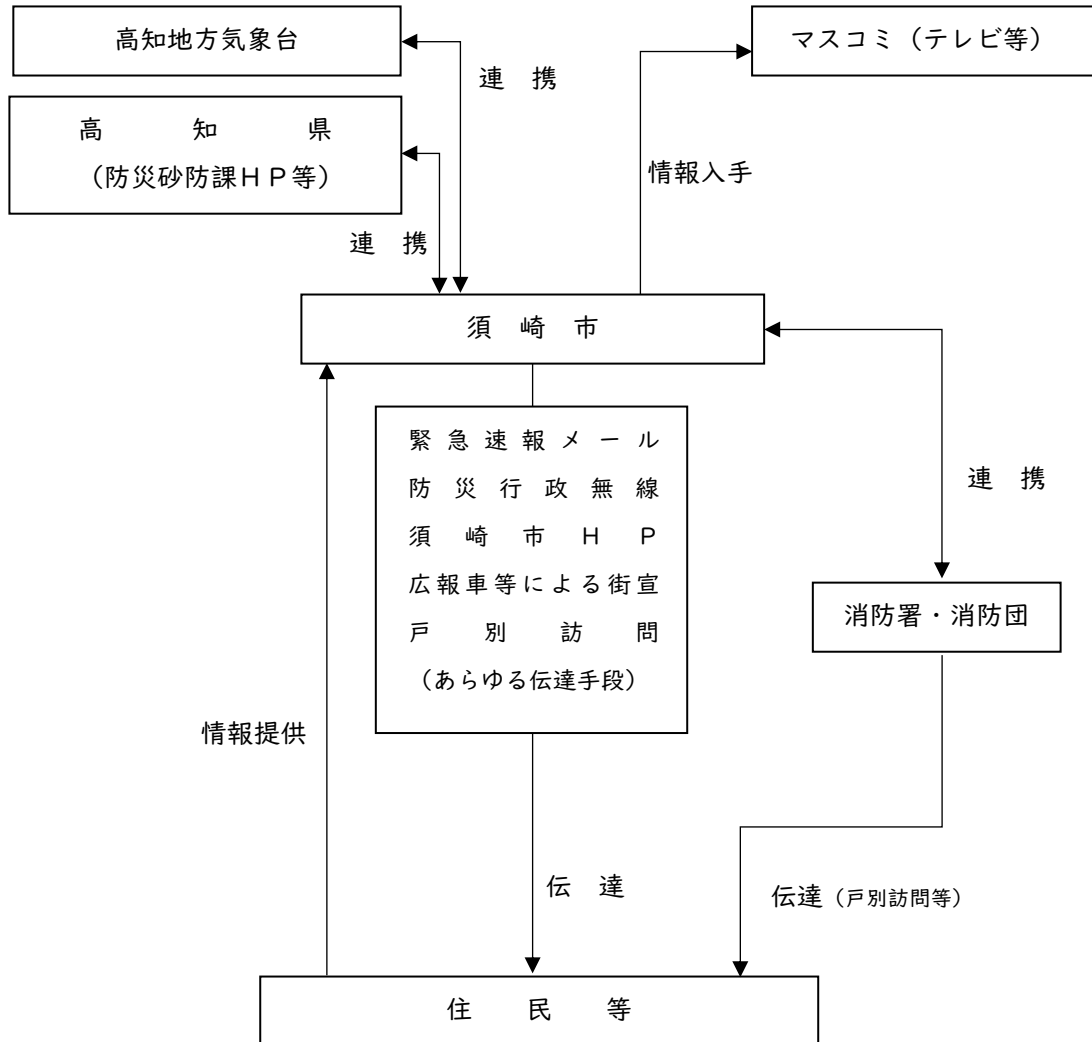 高知地方気象台
マスコミ（テレビ等）
連　携
高　知　県
（防災砂防課ＨＰ等）
情報入手
連　携
須　崎　市
緊急速報メール
防災行政無線
須崎市ＨＰ
広報車等による街宣
戸別訪問
（あらゆる伝達手段）
連　携
消防署・消防団
情報提供
伝　達
伝達（戸別訪問等）
住　民　等